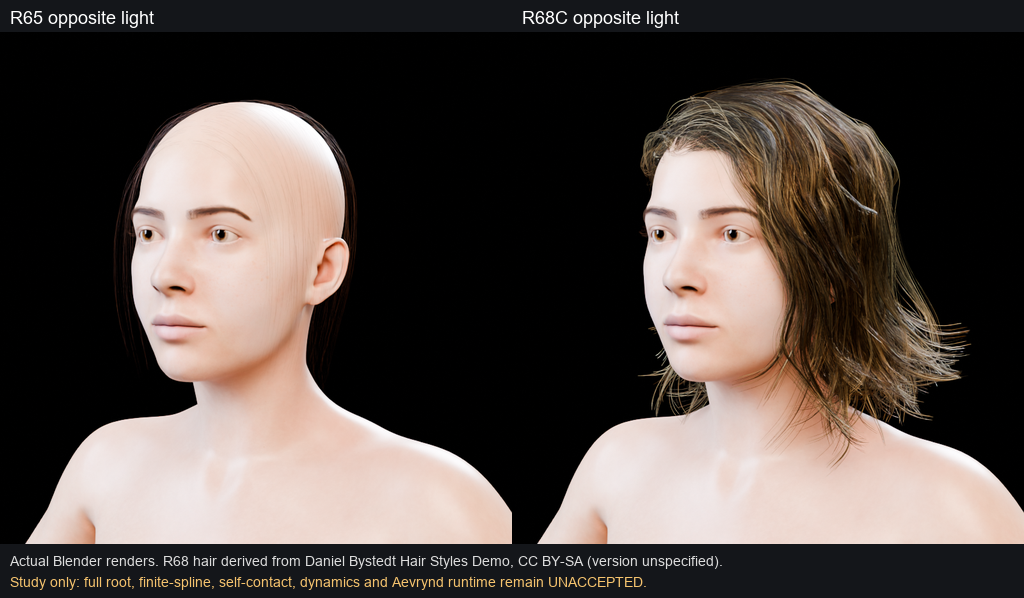 R65 opposite light
R68C opposite light
Actual Blender renders. R68 hair derived from Daniel Bystedt Hair Styles Demo, CC BY-SA (version unspecified).
Study only: full root, finite-spline, self-contact, dynamics and Aevrynd runtime remain UNACCEPTED.